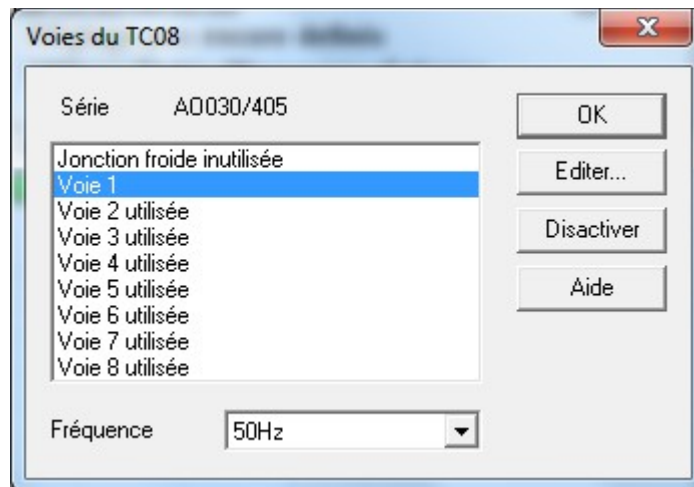 Voies du TC08
Série AO030/405
Jonction froide inutilisée
Voie 1
Voie 2 utilisée
Voie 3 utilisée
Voie 4 utilisée
Voie 5 utilisée
Voie 6 utilisée
Voie 7 utilisée
Voie 8 utilisée
Fréquence 50Hz
OK
Editer...
Disactiver
Aide